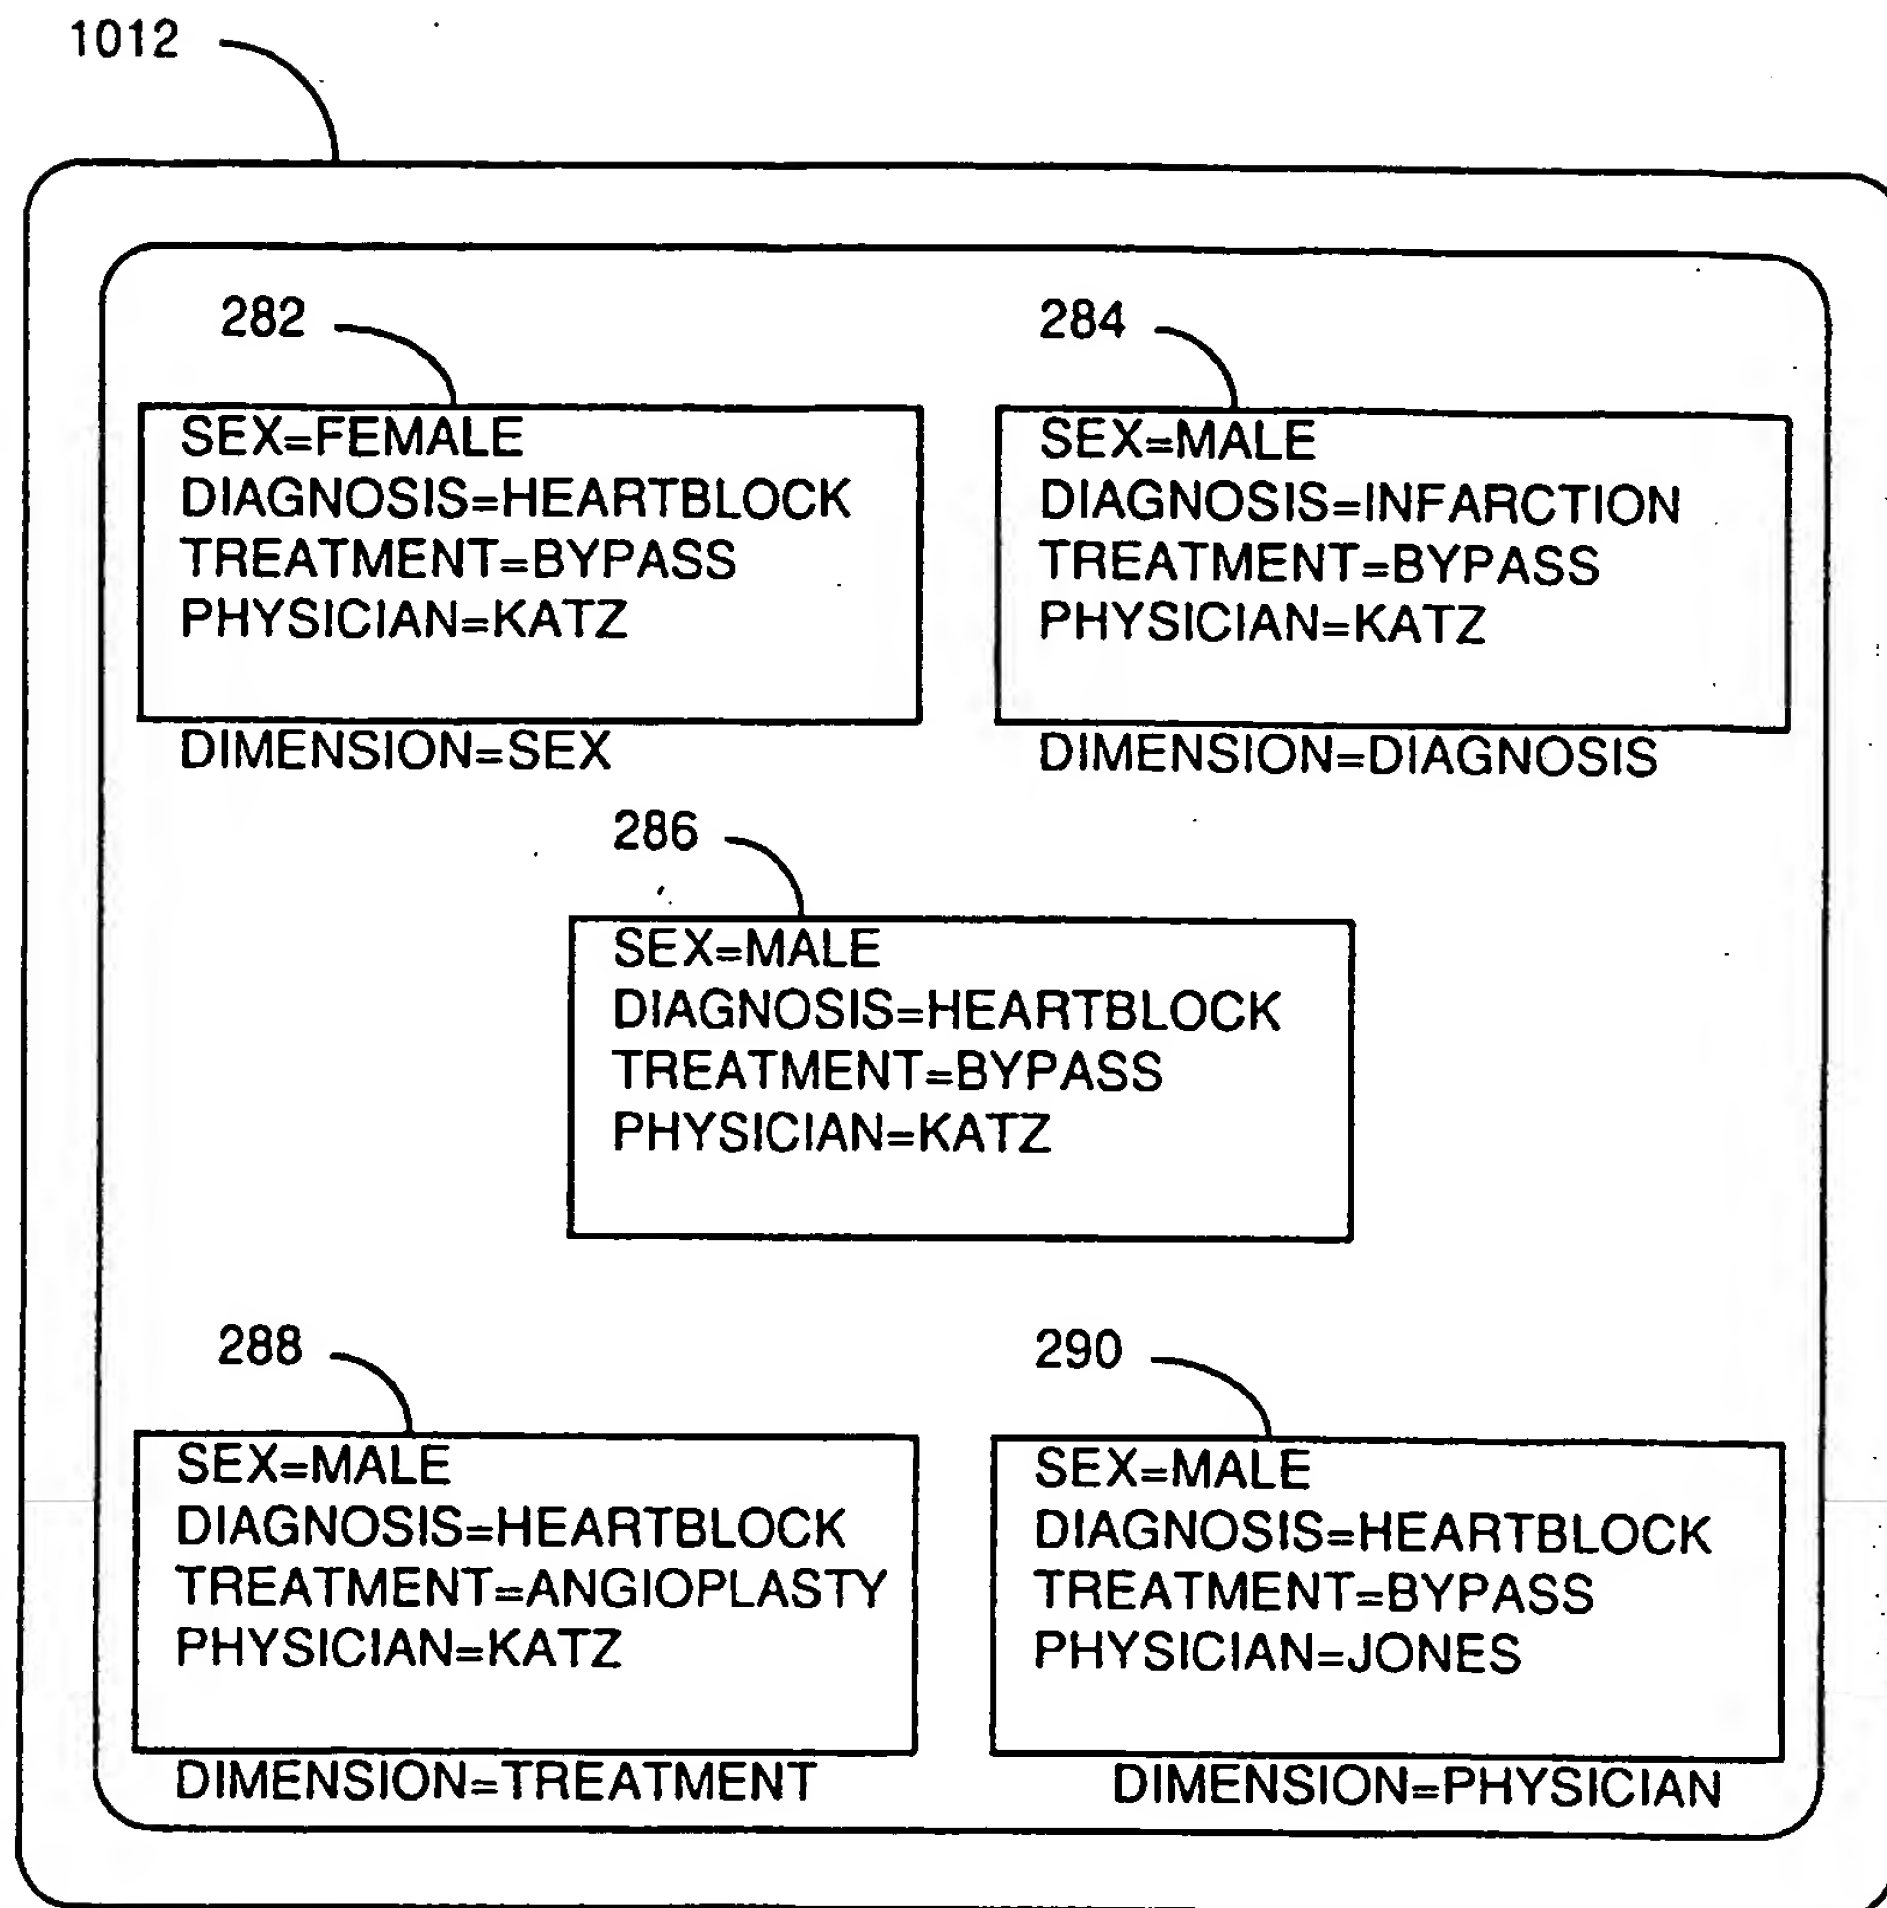 1012
282
SEX=FEMALE
DIAGNOSIS=HEARTBLOCK
TREATMENT=BYPASS
PHYSICIAN=KATZ
DIMENSION=SEX
284
SEX=MALE
DIAGNOSIS=INFARCTION
TREATMENT=BYPASS
PHYSICIAN=KATZ
DIMENSION=DIAGNOSIS
286
SEX=MALE
DIAGNOSIS=HEARTBLOCK
TREATMENT=BYPASS
PHYSICIAN=KATZ
288
SEX=MALE
DIAGNOSIS=HEARTBLOCK
TREATMENT=ANGIOPLASTY
PHYSICIAN=KATZ
DIMENSION=TREATMENT
290
SEX=MALE
DIAGNOSIS=HEARTBLOCK
TREATMENT=BYPASS
PHYSICIAN=JONES
DIMENSION=PHYSICIAN